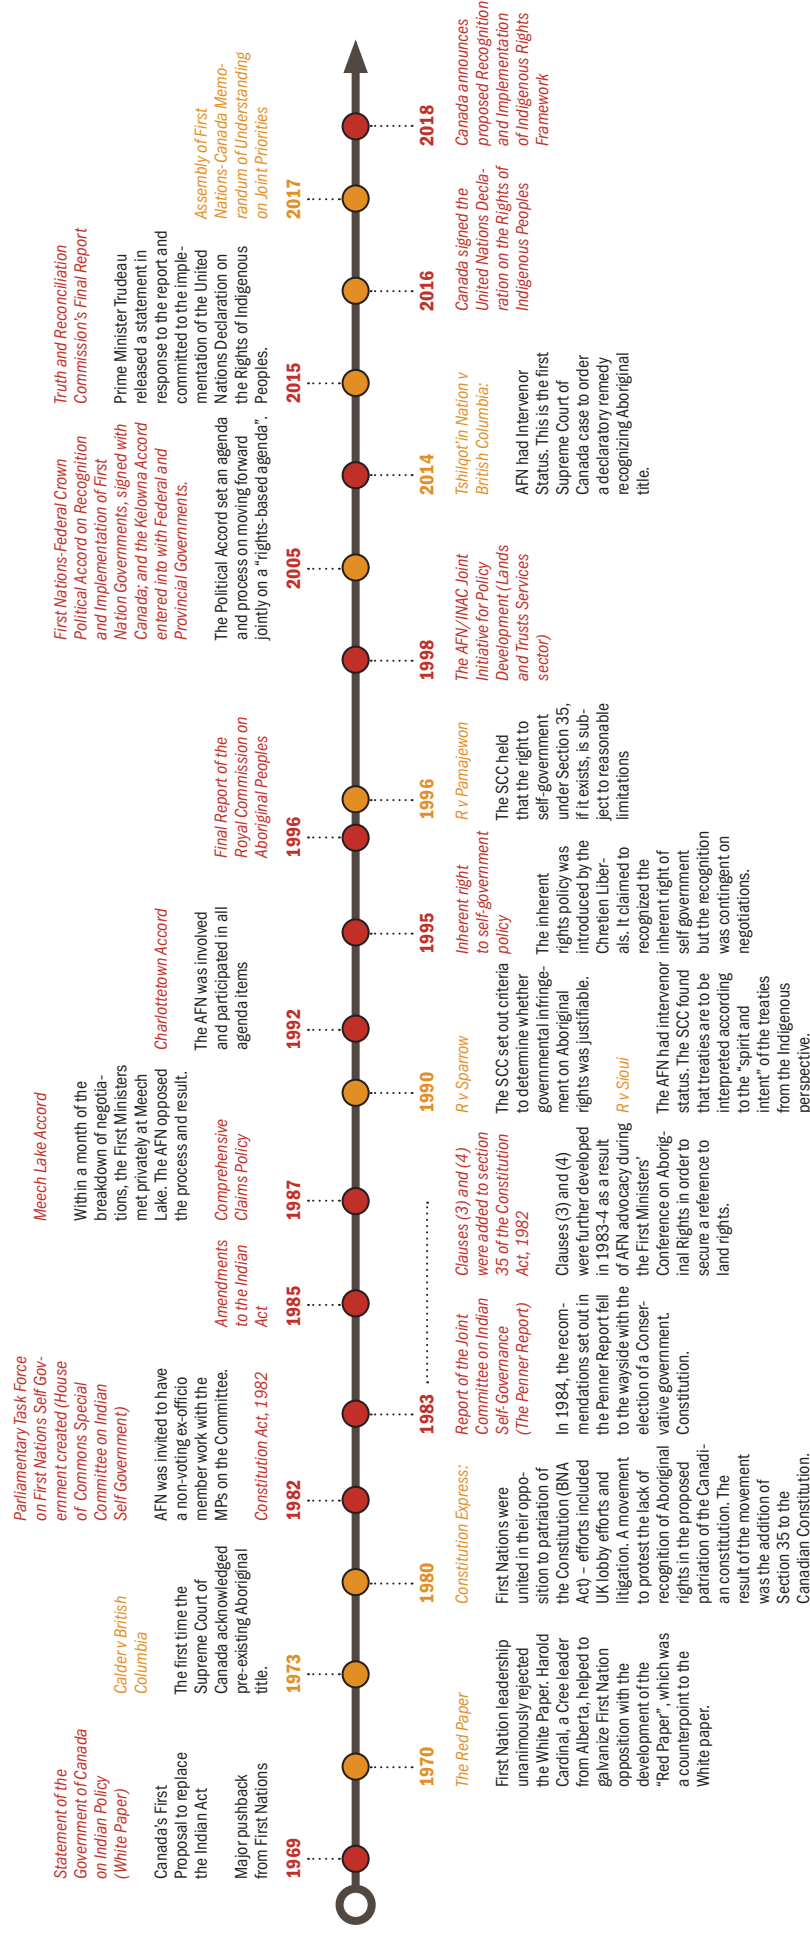 Statement of the
Government of Canada
on Indian Policy
(White Paper)
Canada's First
Proposal to replace
the Indian Act
Major pushback
from First Nations
1969
1970
The Red Paper
First Nation leadership
unanimously rejected
the White Paper. Harold
Cardinal, a Cree leader
from Alberta, helped to
galvanize First Nation
opposition with the
development of the
“Red Paper”, which was
a counterpoint to the
White paper.
Calder v British
Columbia
The first time the
Supreme Court of
Canada acknowledged
pre-existing Aboriginal
title.
1973
1980
Constitution Express:
First Nations were
united in their oppo-
sition to patriation of
the Constitution (BNA
Act) – efforts included
UK lobby efforts and
litigation. A movement
to protest the lack of
recognition of Aboriginal
rights in the proposed
patriation of the Canadi-
an constitution. The
result of the movement
was the addition of
Section 35 to the
Canadian Constitution.
Parliamentary Task Force
on First Nations Self Gov-
ernment created (House
of Commons Special
Committee on Indian
Self Government)
AFN was invited to have
a non-voting ex-officio
member work with the
MPs on the Committee.
Constitution Act, 1982
1982
1983
Report of the Joint
Committee on Indian
Self-Governance
(The Penner Report)
In 1984, the recom-
mendations set out in
the Penner Report fell
to the wayside with the
election of a Conser-
vative government.
Constitution.
Clauses (3) and (4)
were added to section
35 of the Constitution
Act, 1982
Clauses (3) and (4)
were further developed
in 1983-4 as a result
of AFN advocacy during
the First Ministers’
Conference on Aborig-
inal Rights in order to
secure a reference to
land rights.
Amendments
to the Indian
Act
1985
Meech Lake Accord
Within a month of the
breakdown of negotia-
tions, the First Ministers
met privately at Meech
Lake. The AFN opposed
the process and result.
Comprehensive
Claims Policy
1987
1990
R v Sparrow
The SCC set out criteria
to determine whether
governmental infringe-
ment on Aboriginal
rights was justifiable.
R v Sioui
The AFN had intervenor
status. The SCC found
that treaties are to be
interpreted according
to the “spirit and
intent” of the treaties
from the Indigenous
perspective.
Charlottetown Accord
The AFN was involved
and participated in all
agenda items
1992
1995
Inherent right
to self-government
policy
The inherent
rights policy was
introduced by the
Chretien Liber-
als. It claimed to
recognized the
inherent right of
self government
but the recognition
was contingent on
negotiations.
Final Report of the
Royal Commission on
Aboriginal Peoples
1996
1996
R v Pamajewon
The SCC held
that the right to
self-government
under Section 35,
if it exists, is sub-
ject to reasonable
limitations
1998
The AFN/INAC Joint
Initiative for Policy
Development (Lands
and Trusts Services
sector)
First Nations-Federal Crown
Political Accord on Recognition
and Implementation of First
Nation Governments, signed with
Canada; and the Kelowna Accord
entered into with Federal and
Provincial Governments.
The Political Accord set an agenda
and process on moving forward
jointly on a “rights-based agenda”.
2005
2014
Tshilqot’in Nation v
British Columbia:
AFN had Intervenor
Status. This is the first
Supreme Court of
Canada case to order
a declaratory remedy
recognizing Aboriginal
title.
Truth and Reconciliation
Commission’s Final Report
Prime Minister Trudeau
released a statement in
response to the report and
committed to the imple-
mentation of the United
Nations Declaration on
the Rights of Indigenous
Peoples.
2015
2016
Canada signed the
United Nations Decla-
ration on the Rights of
Indigenous Peoples
Assembly of First
Nations-Canada Memo-
randum of Understanding
on Joint Priorities
2017
2018
Canada announces
proposed Recognition
and Implementation
of Indigenous Rights
Framework